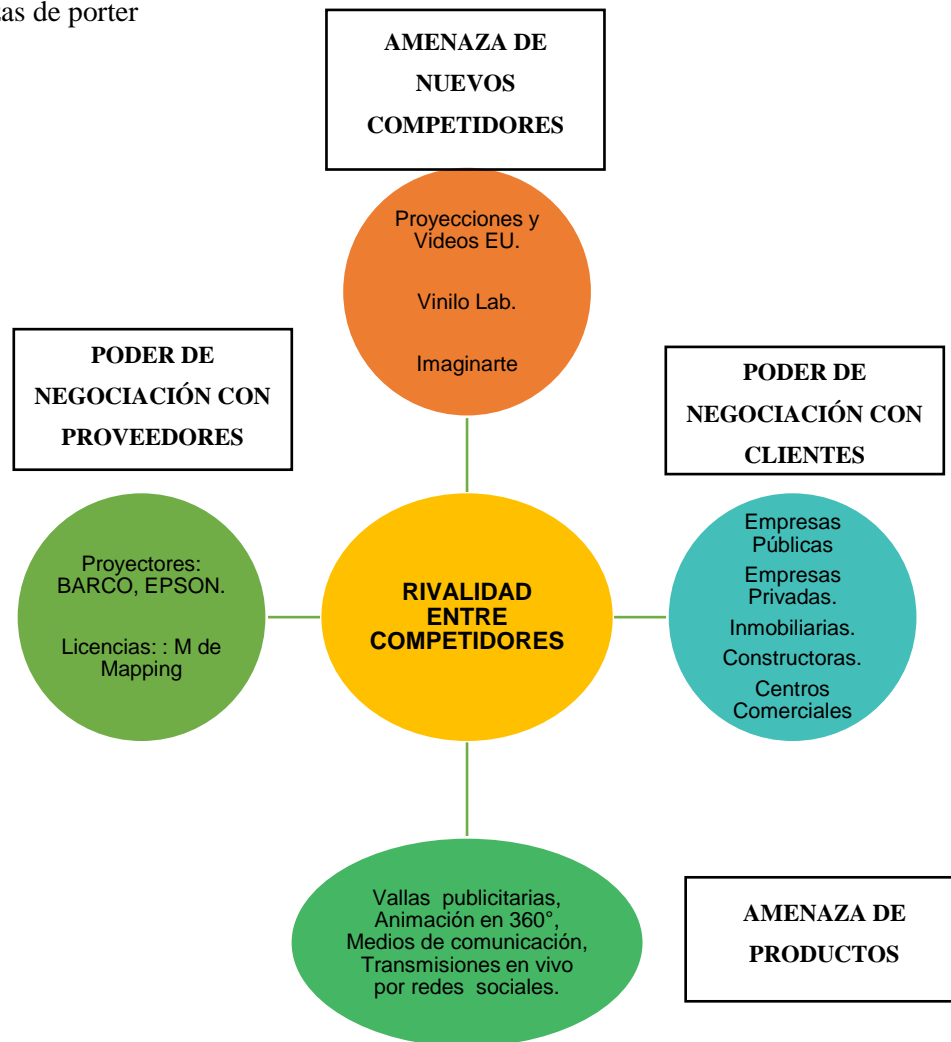 zas de porter
AMENAZA DE
NUEVOS
COMPETIDORES
Proyecciones y
Videos EU.
Vinilo Lab.
Imaginarte
PODER DE
NEGOCIACIÓN CON
PROVEEDORES
PODER DE
NEGOCIACIÓN CON
CLIENTES
Proyectores:
BARCO, EPSON.
Licencias: : M de
Mapping
RIVALIDAD
ENTRE
COMPETIDORES
Empresas
Públicas
Empresas
Privadas.
Inmobiliarias.
Constructoras.
Centros
Comerciales
Vallas publicitarias,
Animación en 360°,
Medios de comunicación,
Transmisiones en vivo
por redes sociales.
AMENAZA DE
PRODUCTOS